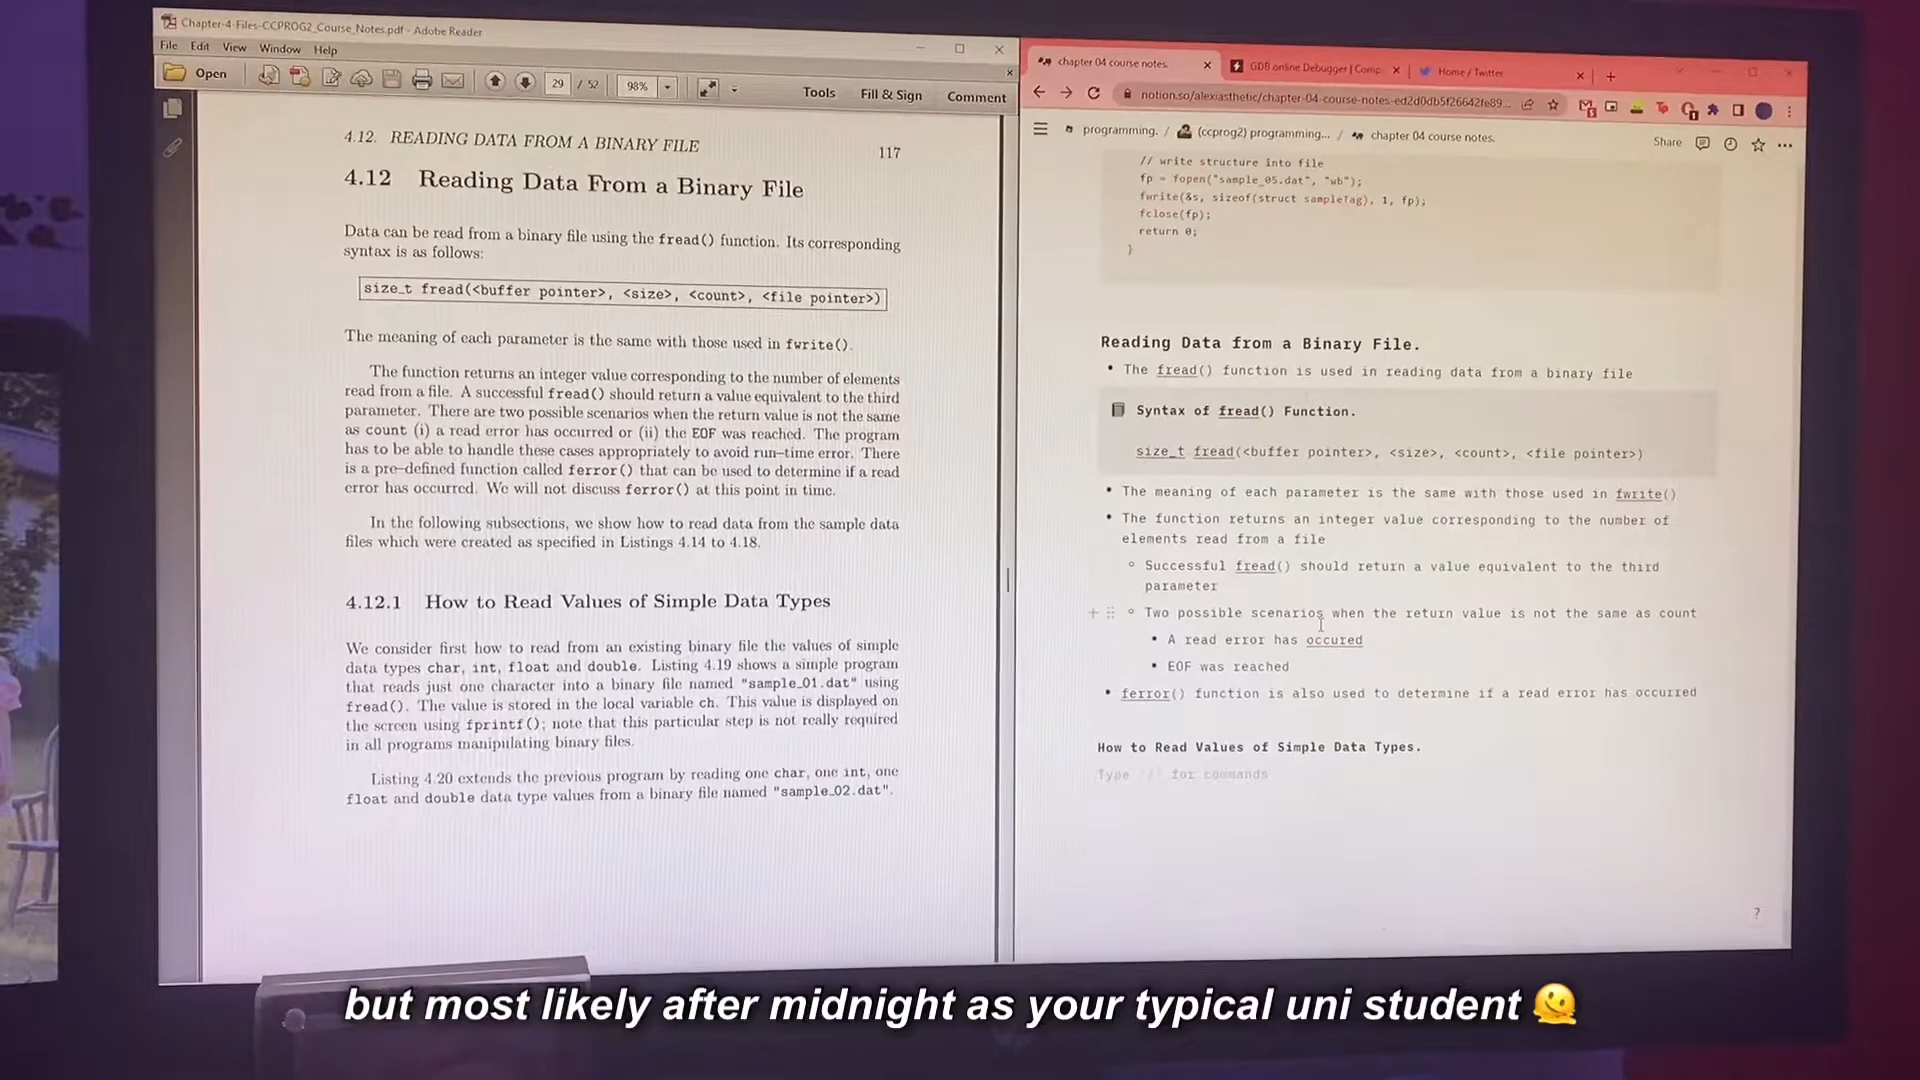 Chapter-4-Files-CCPROG2_Course_Notes.pdf - Adobe Reader
File Edit View Window Help
Open 29 / 52 98% Tools Fill & Sign Comment
4.12. READING DATA FROM A BINARY FILE 117
4.12 Reading Data From a Binary File
Data can be read from a binary file using the fread() function. Its corresponding
syntax is as follows:
size_t fread(<buffer pointer>, <size>, <count>, <file pointer>)
The meaning of each parameter is the same with those used in fwrite().
The function returns an integer value corresponding to the number of elements
read from a file. A successful fread() should return a value equivalent to the third
parameter. There are two possible scenarios when the return value is not the same
as count (i) a read error has occurred or (ii) the EOF was reached. The program
has to be able to handle these cases appropriately to avoid run-time error. There
is a pre-defined function called ferror() that can be used to determine if a read
error has occurred. We will not discuss ferror() at this point in time.
In the following subsections, we show how to read data from the sample data
files which were created as specified in Listings 4.14 to 4.18.
4.12.1 How to Read Values of Simple Data Types
We consider first how to read from an existing binary file the values of simple
data types char, int, float and double. Listing 4.19 shows a simple program
that reads just one character into a binary file named "sample_01.dat" using
fread(). The value is stored in the local variable ch. This value is displayed on
the screen using fprintf(); note that this particular step is not really required
in all programs manipulating binary files.
Listing 4.20 extends the previous program by reading one char, one int, one
float and double data type values from a binary file named "sample_02.dat".
chapter 04 course notes. GDB online Debugger | Comp Home / Twitter
notion.so/alexiasthetic/chapter-04-course-notes-ed2d0db5f26642fe89...
programming. / (ccprog2) programming... / chapter 04 course notes. Share
// write structure into file
fp = fopen("sample_05.dat", "wb");
fwrite(&s, sizeof(struct sampleTag), 1, fp);
fclose(fp);
return 0;
}
Reading Data from a Binary File.
• The fread() function is used in reading data from a binary file
Syntax of fread() Function.
size_t fread(<buffer pointer>, <size>, <count>, <file pointer>)
• The meaning of each parameter is the same with those used in fwrite()
• The function returns an integer value corresponding to the number of
elements read from a file
◦ Successful fread() should return a value equivalent to the third
parameter
◦ Two possible scenarios when the return value is not the same as count
▪ A read error has occured
▪ EOF was reached
• ferror() function is also used to determine if a read error has occurred
How to Read Values of Simple Data Types.
Type '/' for commands
?
but most likely after midnight as your typical uni student 🫠